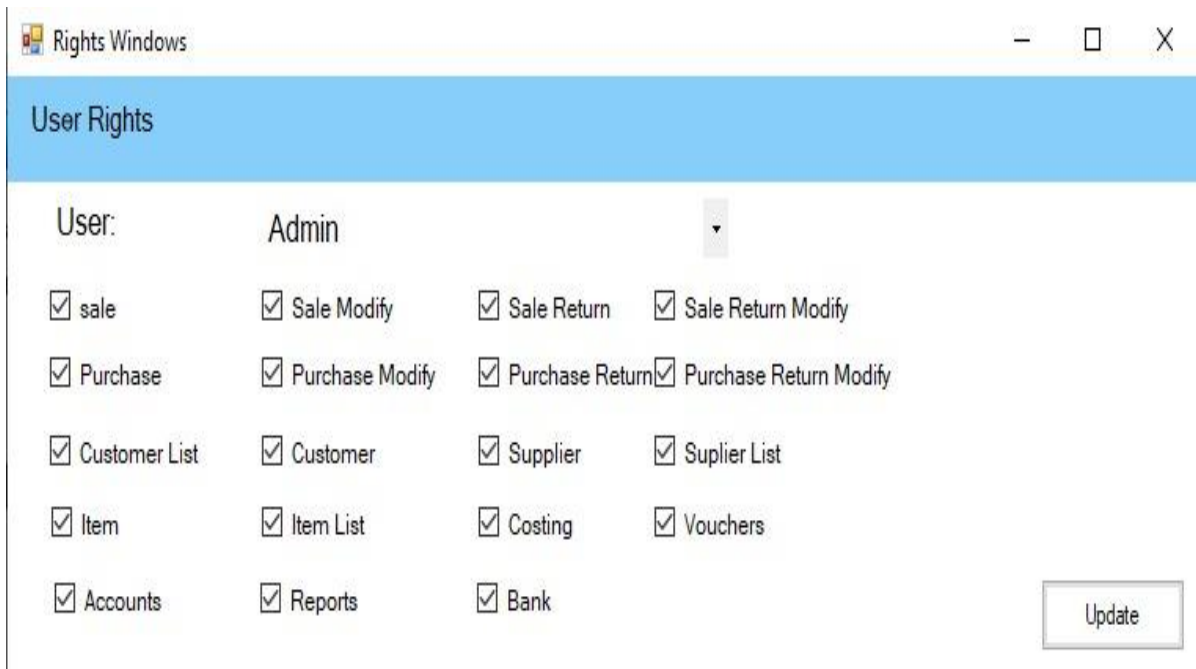 Rights Windows
User Rights
User: Admin
sale Sale Modify Sale Return Sale Return Modify
Purchase Purchase Modify Purchase Return Purchase Return Modify
Customer List Customer Supplier Suplier List
Item Item List Costing Vouchers
Accounts Reports Bank
Update